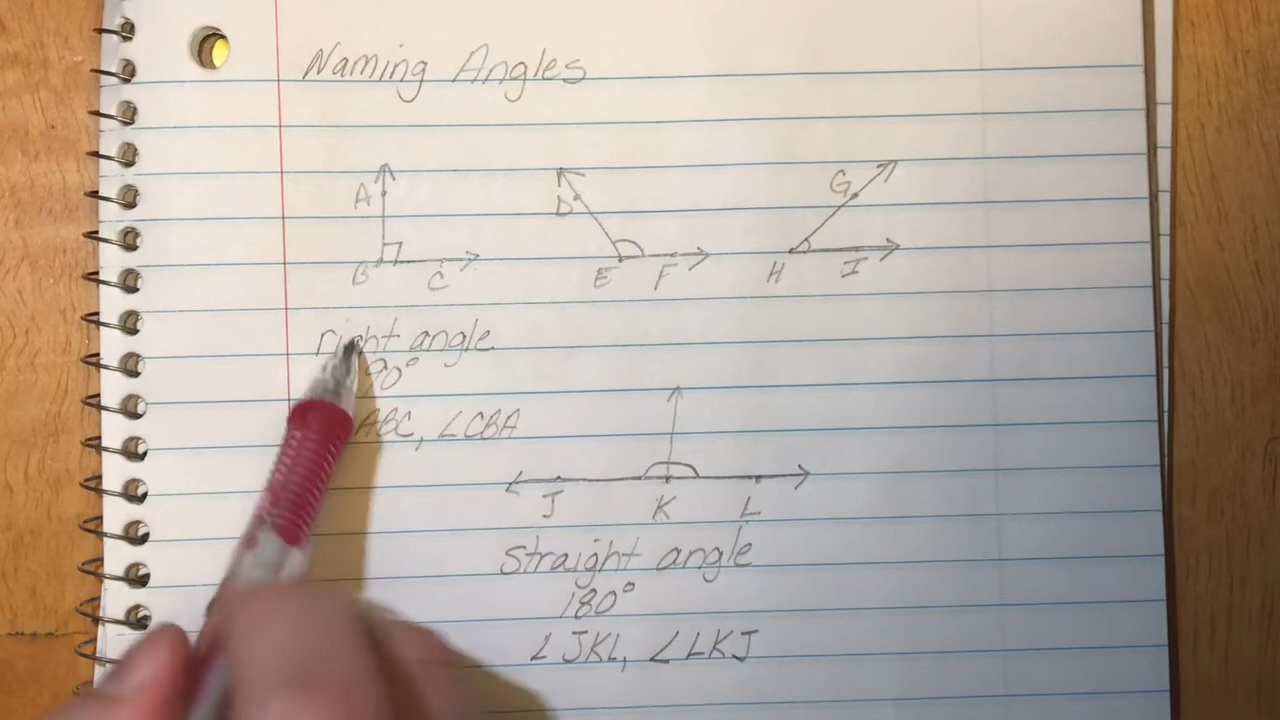 Naming Angles
A D G
B C E F H I
right angle
90°
ABC, ∠CBA
J K L
Straight angle
180°
∠JKL, ∠LKJ